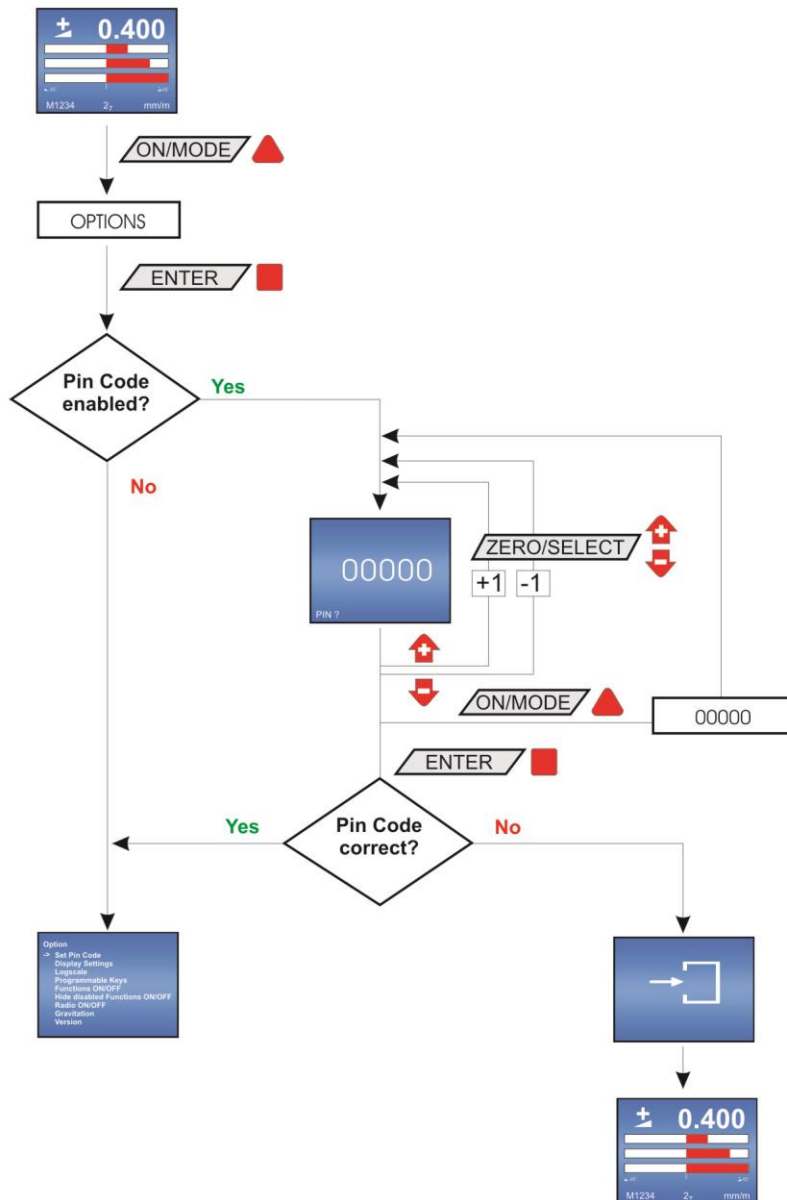 0.400
M1234 2₇ mm/m
ON/MODE
OPTIONS
ENTER
Pin Code
enabled?
Yes
No
00000
PIN ?
ZERO/SELECT
+1 -1
ON/MODE
00000
ENTER
Pin Code
correct?
Yes
No
Option
-> Set Pin Code
Display Settings
Logscale
Programmable Keys
Functions ON/OFF
Hide disabled Functions ON/OFF
Radio ON/OFF
Gravitation
Version
0.400
M1234 2₇ mm/m